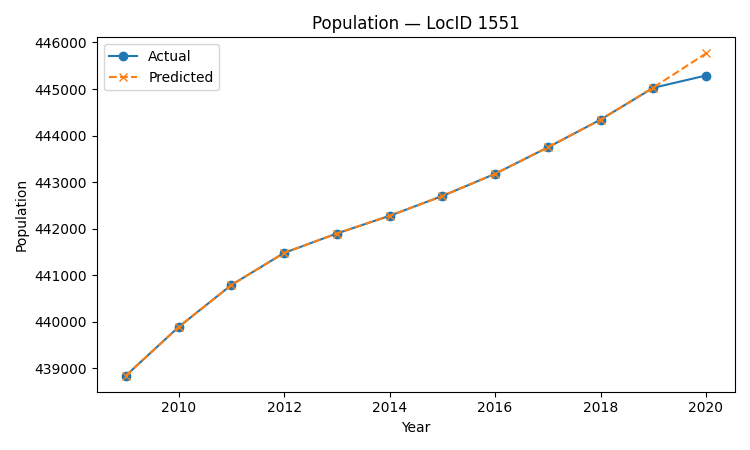 Population — LocID 1551
Actual
Predicted
446000
445000
444000
443000
442000
441000
440000
439000
Population
2010 2012 2014 2016 2018 2020
Year